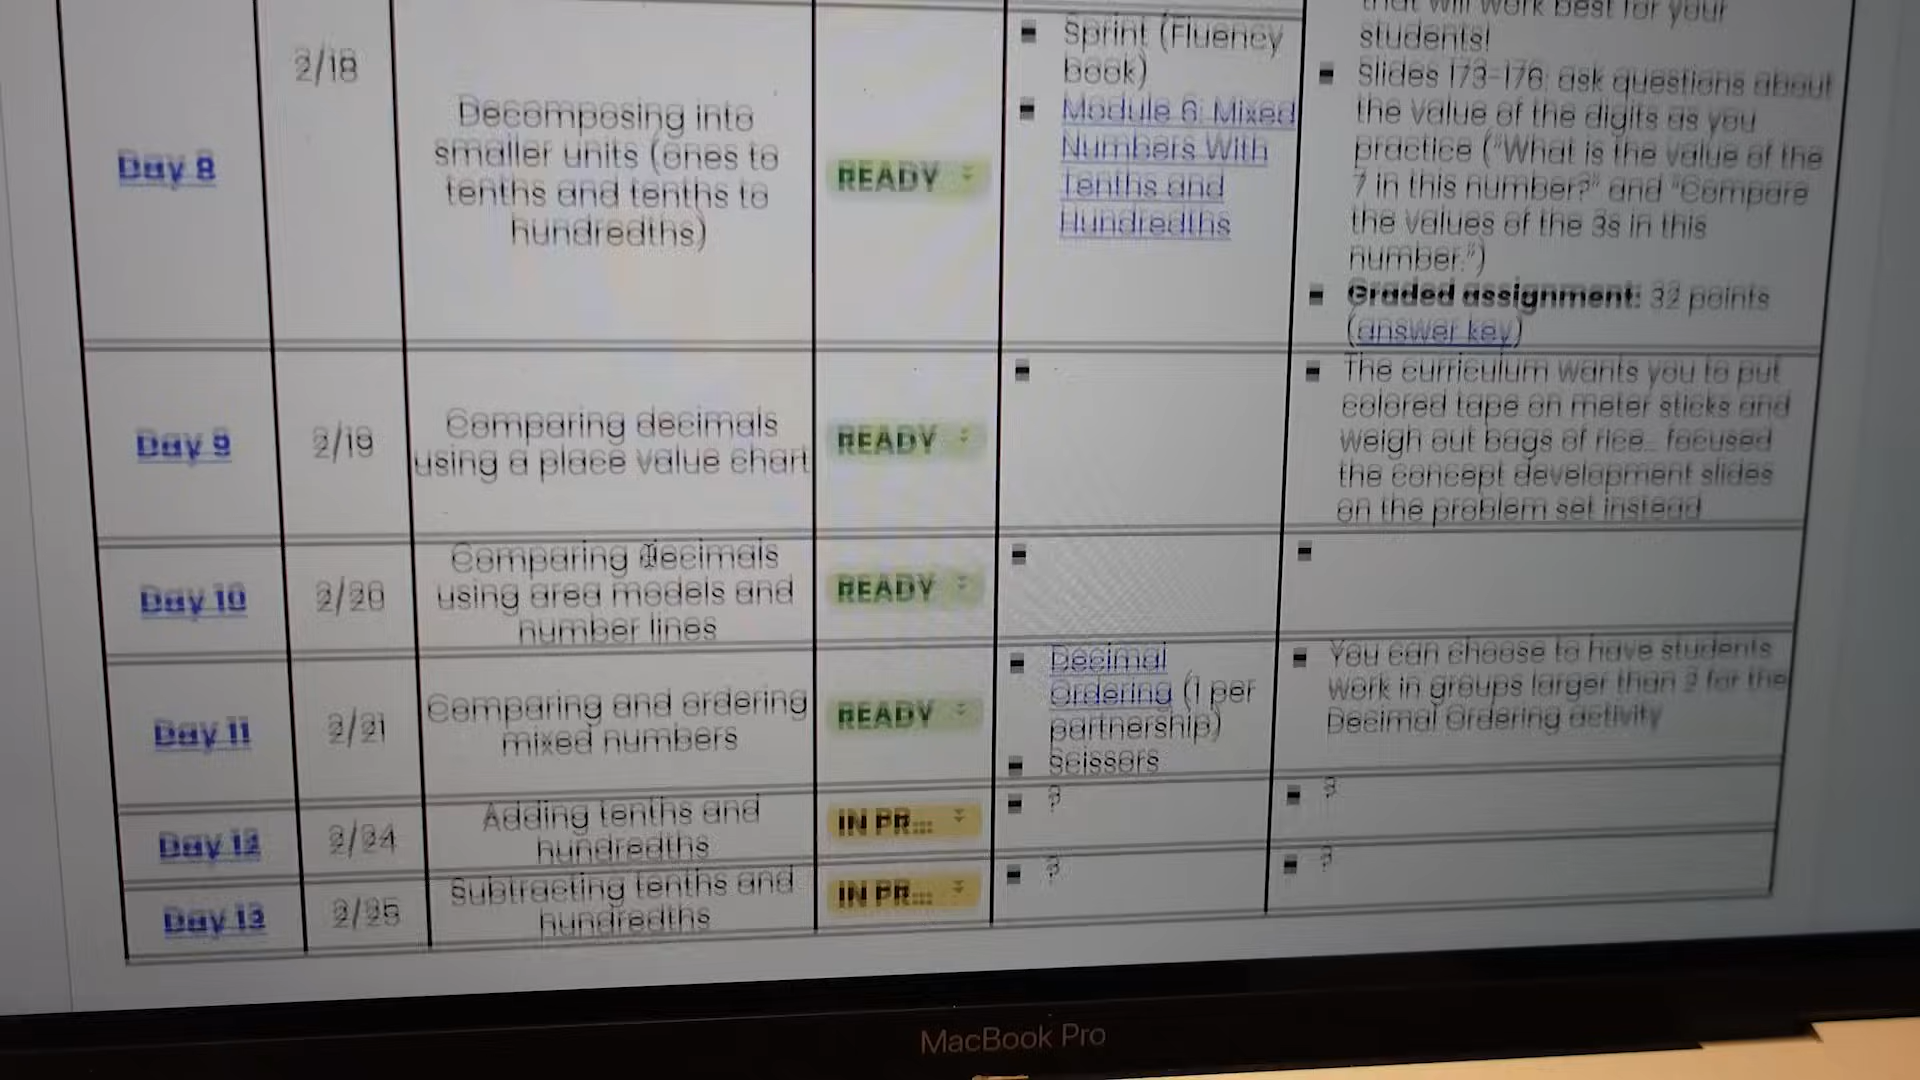 that will work best for your
students!
2/18
Sprint (Fluency
book)
Slides 173-176: ask questions about
the value of the digits as you
practice ("What is the value of the
7 in this number?" and "Compare
the values of the 3s in this
number.")
Graded assignment: 32 points
(answer key)
Day 8
Decomposing into
smaller units (ones to
tenths and tenths to
hundredths)
READY
Module 6: Mixed
Numbers With
Tenths and
Hundredths
Day 9
2/19
Comparing decimals
using a place value chart
READY
The curriculum wants you to put
colored tape on meter sticks and
weigh out bags of rice... focused
the concept development slides
on the problem set instead
Day 10
2/20
Comparing decimals
using area models and
number lines
READY
Day 11
2/21
Comparing and ordering
mixed numbers
READY
Decimal
Ordering (1 per
partnership)
Scissors
You can choose to have students
work in groups larger than 2 for the
Decimal Ordering activity
Day 12
2/24
Adding tenths and
hundredths
IN PR...
?
?
Day 13
2/25
Subtracting tenths and
hundredths
IN PR...
?
?
MacBook Pro